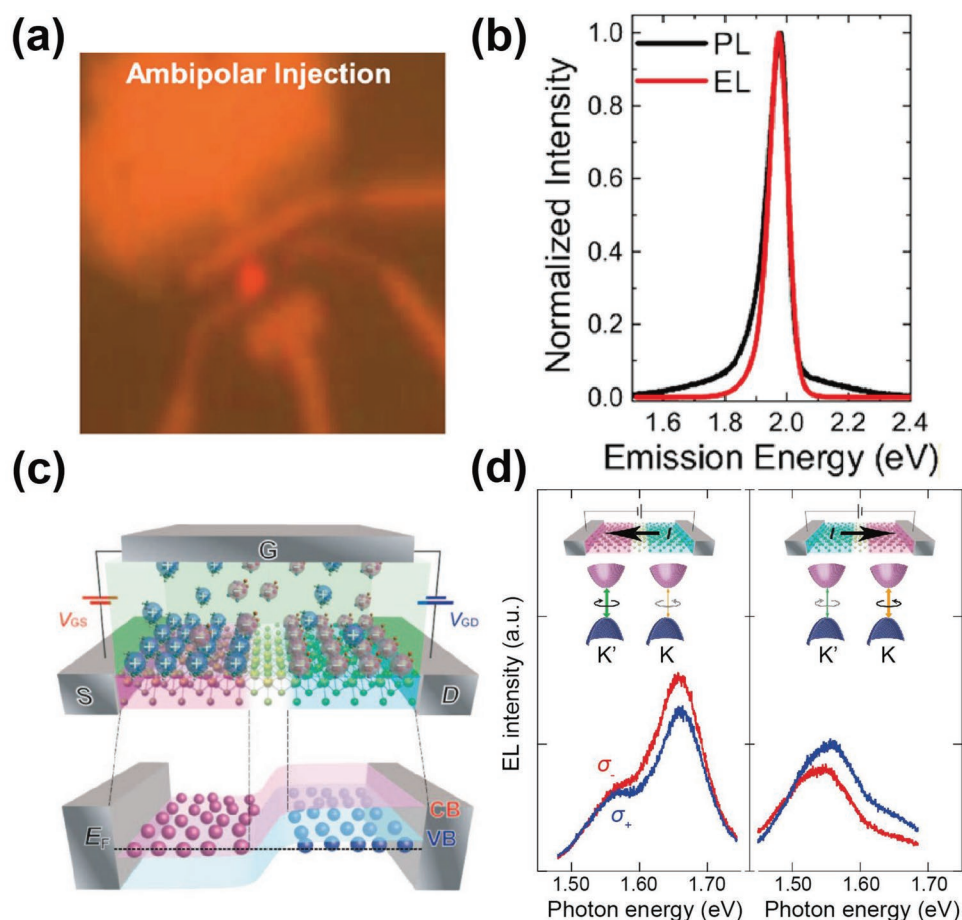 (a)
Ambipolar Injection
(b)
PL
EL
Normalized Intensity
1.0
0.8
0.6
0.4
0.2
0.0
1.6 1.8 2.0 2.2 2.4
Emission Energy (eV)
(c)
G
VGS
VGD
S
D
EF
CB
VB
(d)
I
I
K' K
K' K
EL intensity (a.u.)
σ-
σ+
1.50 1.60 1.70
1.50 1.60 1.70
Photon energy (eV)
Photon energy (eV)